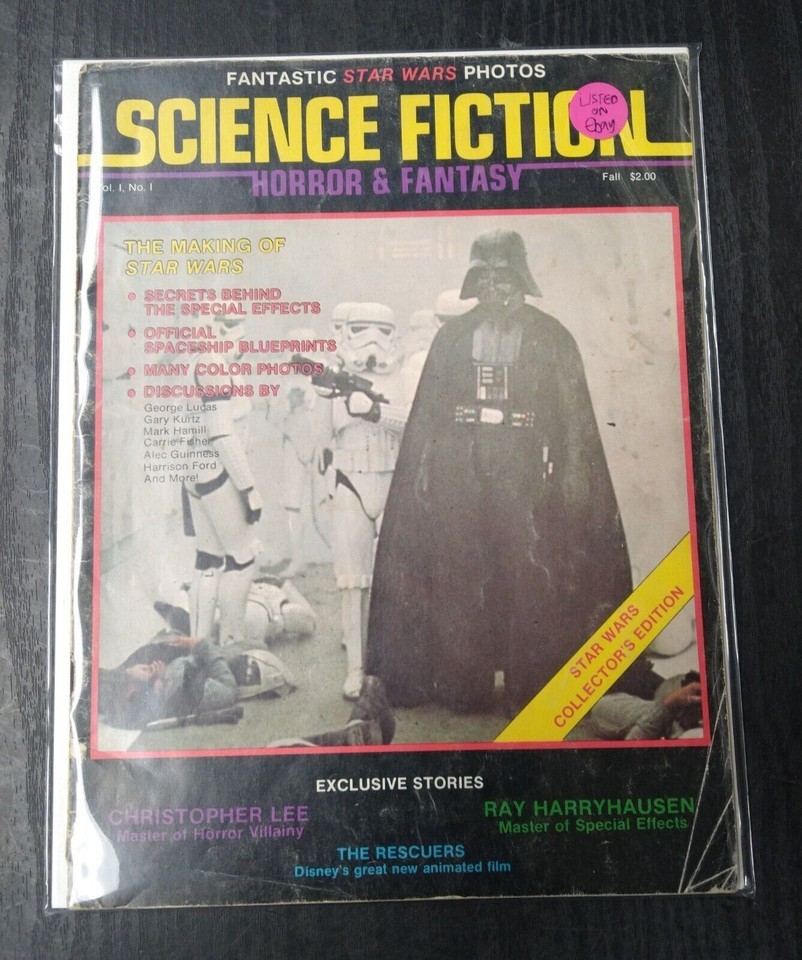 FANTASTIC STAR WARS PHOTOS
SCIENCE FICTION
LISTED
ON
Ebay
HORROR & FANTASY
Vol. I, No. I
Fall $2.00
THE MAKING OF
STAR WARS
• SECRETS BEHIND
THE SPECIAL EFFECTS
• OFFICIAL
SPACESHIP BLUEPRINTS
• MANY COLOR PHOTOS
• DISCUSSIONS BY
George Lucas
Gary Kurtz
Mark Hamill
Carrie Fisher
Alec Guinness
Harrison Ford
And More!
STAR WARS
COLLECTOR'S EDITION
EXCLUSIVE STORIES
CHRISTOPHER LEE
Master of Horror Villainy
RAY HARRYHAUSEN
Master of Special Effects
THE RESCUERS
Disney's great new animated film